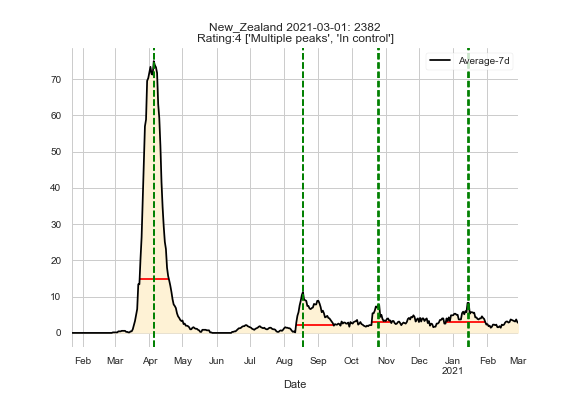 New_Zealand 2021-03-01: 2382
Rating:4 ['Multiple peaks', 'In control']
Average-7d
70
60
50
40
30
20
10
0
Feb Mar Apr May Jun Jul Aug Sep Oct Nov Dec Jan Feb Mar
2021
Date